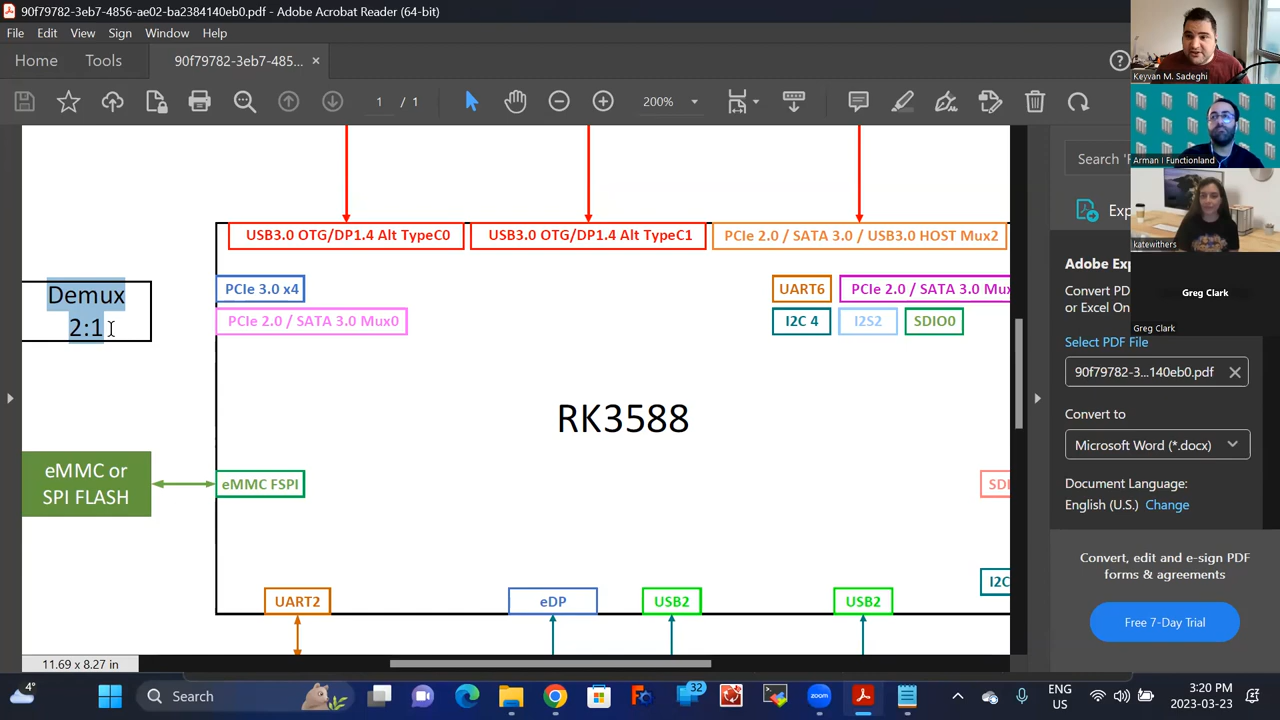 90f79782-3eb7-4856-ae02-ba2384140eb0.pdf - Adobe Acrobat Reader (64-bit)
File Edit View Sign Window Help
Home Tools 90f79782-3eb7-485... ×
1 / 1 200%
USB3.0 OTG/DP1.4 Alt TypeC0 USB3.0 OTG/DP1.4 Alt TypeC1 PCIe 2.0 / SATA 3.0 / USB3.0 HOST Mux2
Demux
2:1
PCIe 3.0 x4 UART6 PCIe 2.0 / SATA 3.0 Mux
PCIe 2.0 / SATA 3.0 Mux0 I2C 4 I2S2 SDIO0
RK3588
eMMC or
SPI FLASH
eMMC FSPI SDI
I2C
UART2 eDP USB2 USB2
11.69 x 8.27 in
Keyvan M. Sadeghi
Arman | Functionland
katewithers
Greg Clark
Greg Clark
Search 'R
Exp
Adobe Exp
Convert PD
or Excel On
Select PDF File
90f79782-3...140eb0.pdf
Convert to
Microsoft Word (*.docx)
Document Language:
English (U.S.) Change
Convert, edit and e-sign PDF
forms & agreements
Free 7-Day Trial
4° Search 32 zoom ENG
US
3:20 PM
2023-03-23